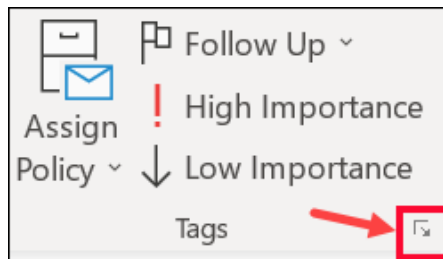 Follow Up
High Importance
Assign
Policy
Low Importance
Tags